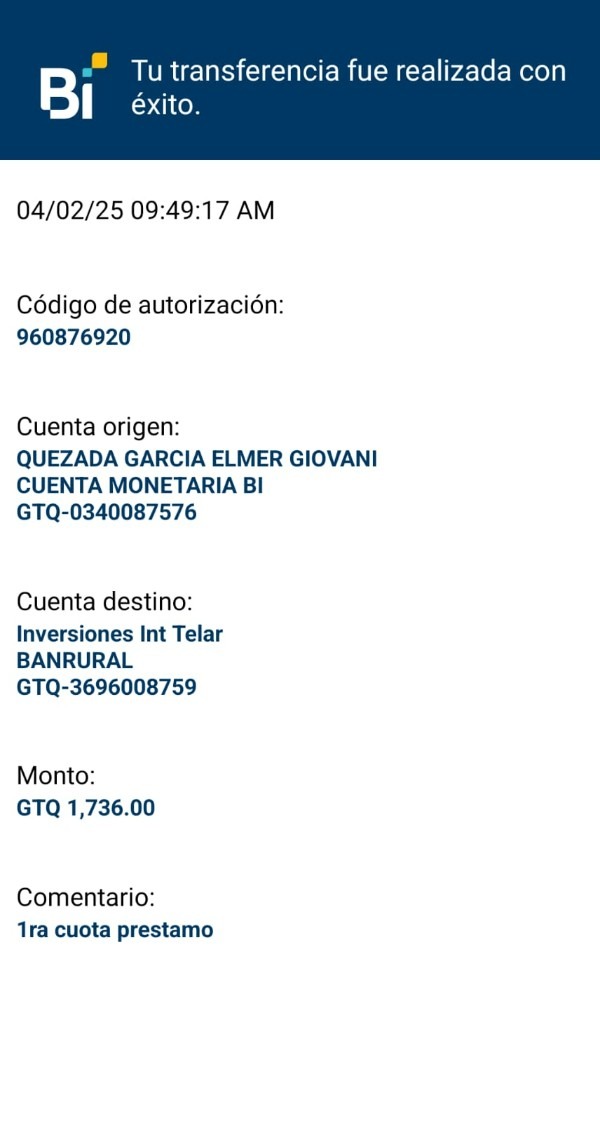 Bi
Tu transferencia fue realizada con
éxito.
04/02/25 09:49:17 AM
Código de autorización:
960876920
Cuenta origen:
QUEZADA GARCIA ELMER GIOVANI
CUENTA MONETARIA BI
GTQ-0340087576
Cuenta destino:
Inversiones Int Telar
BANRURAL
GTQ-3696008759
Monto:
GTQ 1,736.00
Comentario:
1ra cuota prestamo